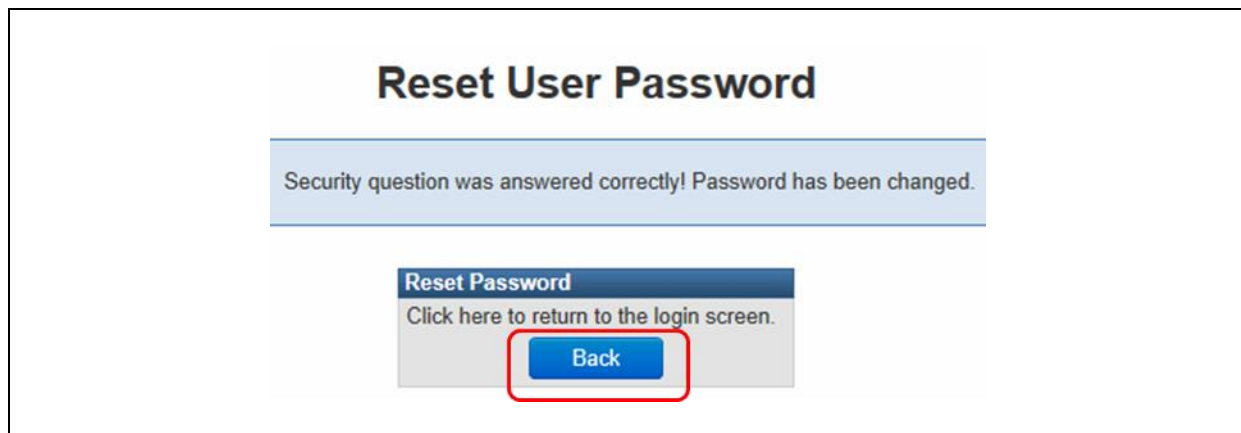 Reset User Password
Security question was answered correctly! Password has been changed.
Reset Password
Click here to return to the login screen.
Back